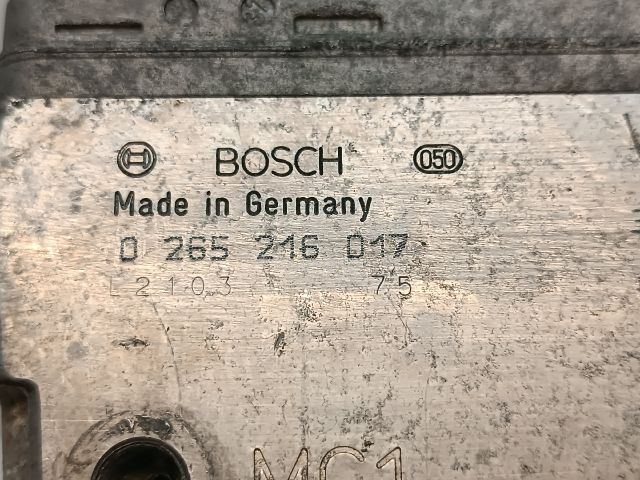 BOSCH 050
Made in Germany
0 265 216 017
L2103 75
MC1